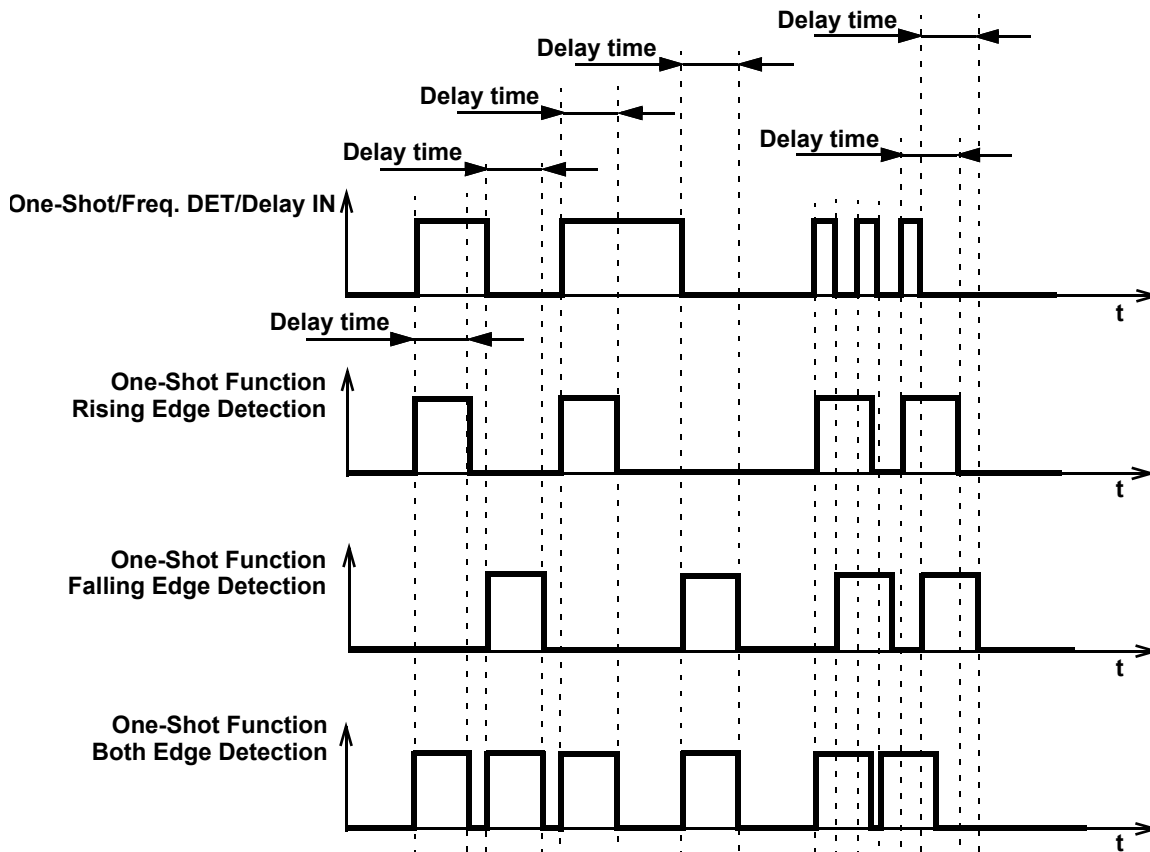 Delay time
Delay time
Delay time
Delay time
Delay time
One-Shot/Freq. DET/Delay IN
t
Delay time
One-Shot Function
Rising Edge Detection
t
One-Shot Function
Falling Edge Detection
t
One-Shot Function
Both Edge Detection
t